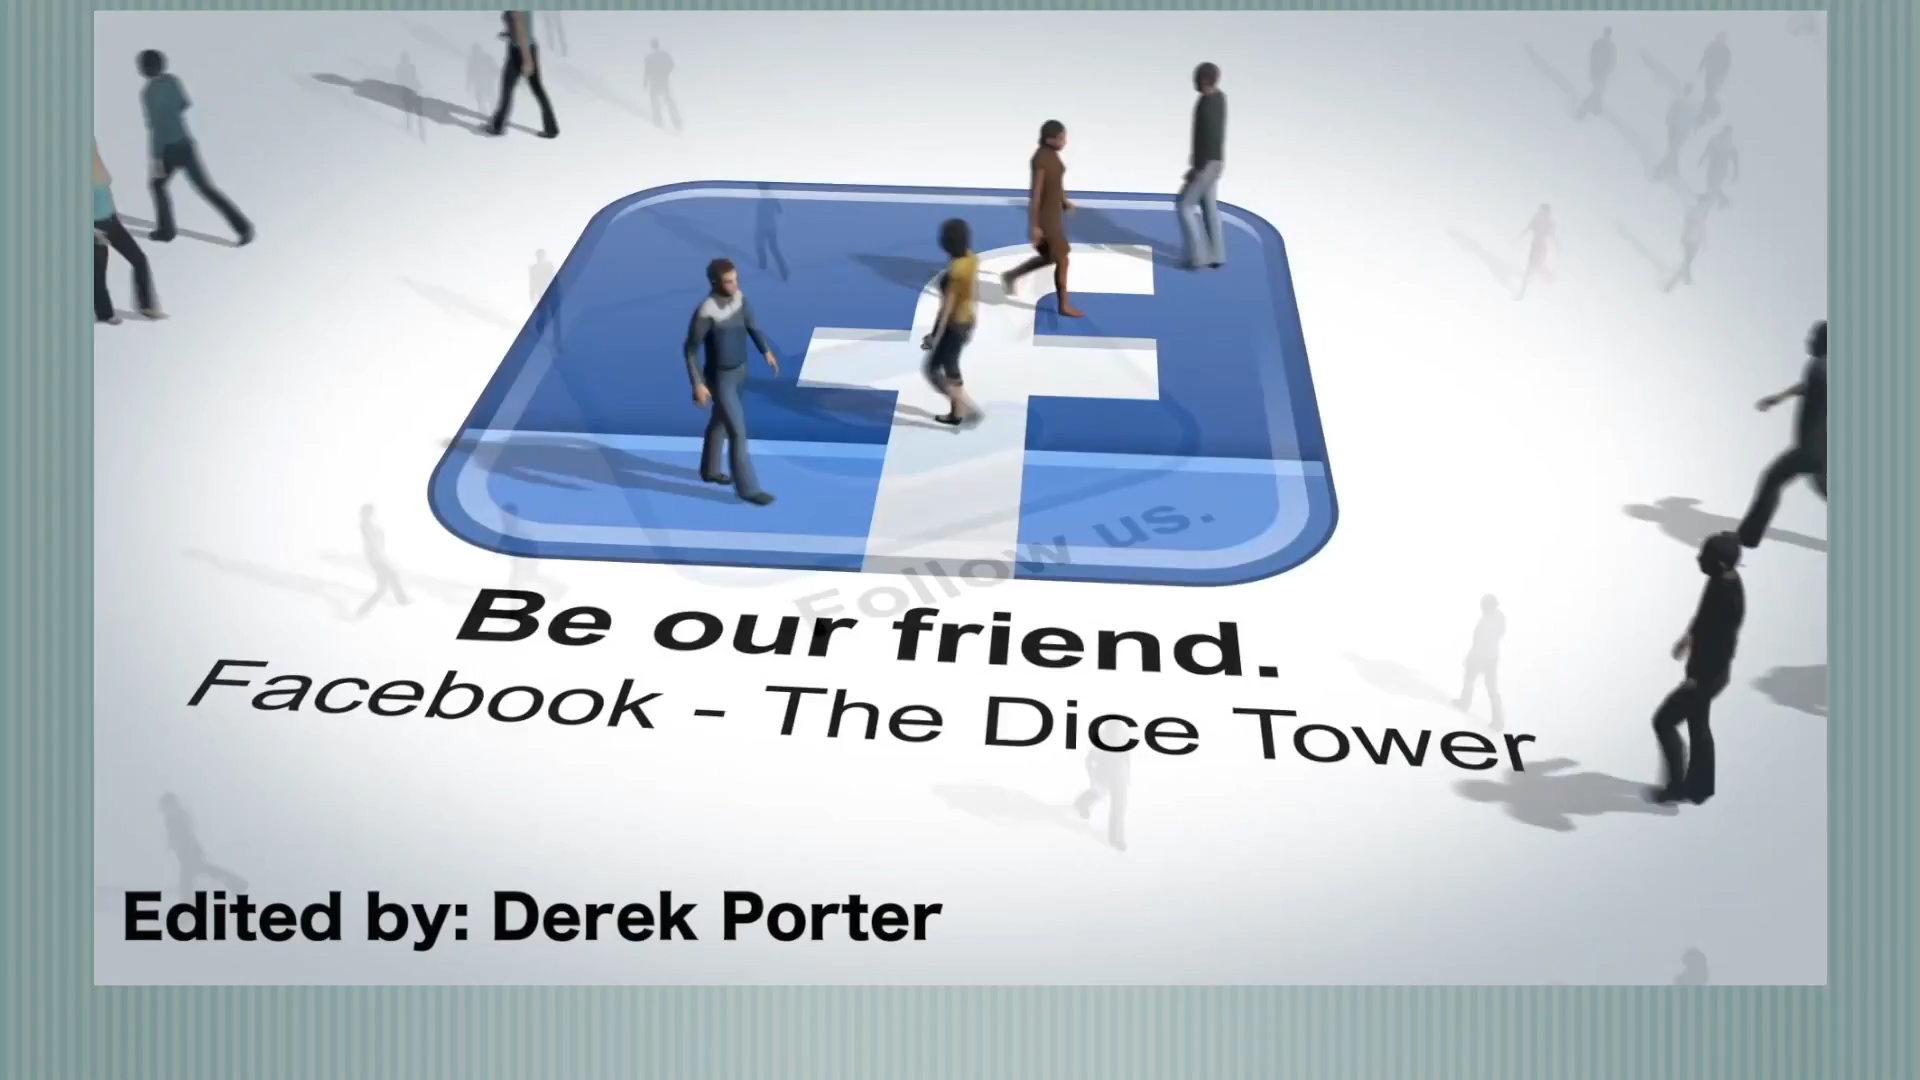 Follow us.
Be our friend.
Facebook - The Dice Tower
Edited by: Derek Porter